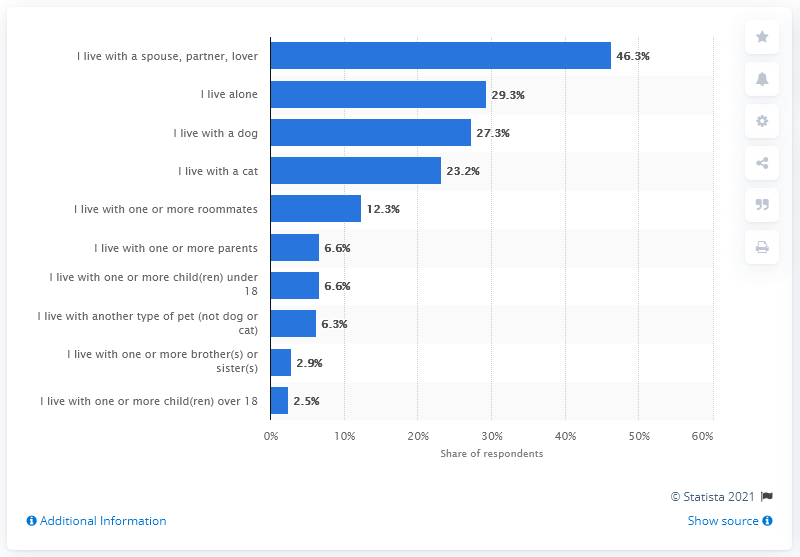 I live with a spouse, partner, lover
46.3%
I live alone
29.3%
I live with a dog
27.3%
I live with a cat
23.2%
I live with one or more roommates
12.3%
I live with one or more parents
6.6%
I live with one or more child(ren) under
18
6.6%
I live with another type of pet (not dog or
cat)
6.3%
I live with one or more brother(s) or
sister(s)
2.9%
I live with one or more child(ren) over 18
2.5%
0% 10% 20% 30% 40% 50% 60%
Share of respondents
© Statista 2021
Additional Information
Show source